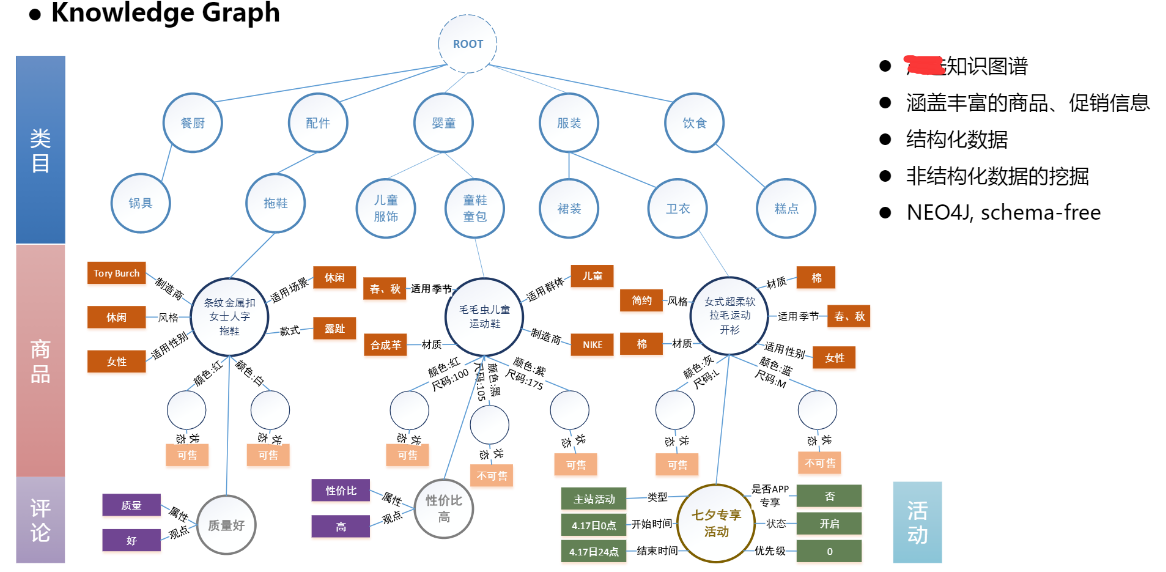 ● Knowledge Graph
ROOT
类目
餐厨
配件
婴童
服装
饮食
锅具
拖鞋
儿童
服饰
童鞋
童包
裙装
卫衣
糕点
● 知识图谱
● 涵盖丰富的商品、促销信息
● 结构化数据
● 非结构化数据的挖掘
● NEO4J, schema-free
商品
Tory Burch
制造商
休闲
风格
女性
适用性别
条纹金属扣
女士人字
拖鞋
适用场景
休闲
款式
露趾
颜色:红
颜色:白
状态
可售
状态
可售
春、秋
适用季节
合成革
材质
毛毛虫儿童
运动鞋
适用群体
儿童
制造商
NIKE
颜色:红
尺码:100
颜色:黑
尺码:105
颜色:紫
尺码:175
状态
可售
状态
不可售
状态
可售
简约
风格
棉
材质
女式超柔软
拉毛运动
开衫
材质
棉
适用季节
春、秋
适用性别
女性
颜色:灰
尺码:L
颜色:蓝
尺码:M
状态
可售
状态
不可售
评论
质量
属性
好
观点
质量好
性价比
属性
高
观点
性价比
高
主站活动
类型
4.17日0点
开始时间
4.17日24点
结束时间
七夕专享
活动
是否APP
专享
否
状态
开启
优先级
0
活动